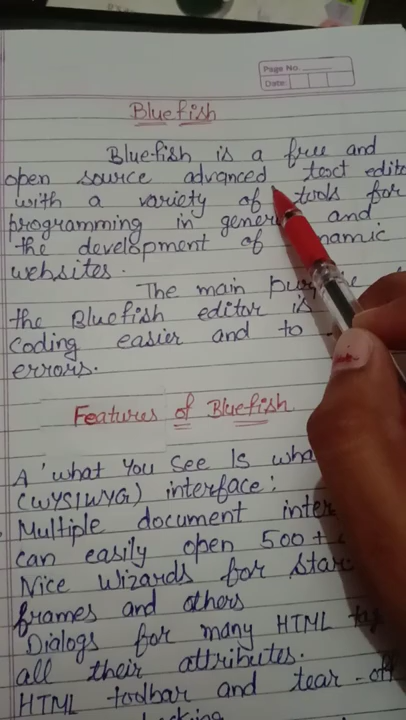 Page No.
Date:
Bluefish
Bluefish is a free and
open source advanced text edito
with a variety of tools for
programming in gener and
the development of namic
websites.
The main pur
the Bluefish editor is
coding easier and to
errors.
Features of Bluefish
A 'what You See Is wha
(WYSIWYG) interface:
Multiple document inter
can easily open 500+
Nice Wizards for star
frames and others
Dialogs for many HTML tag
all their attributes.
HTML toolbar and tear-off